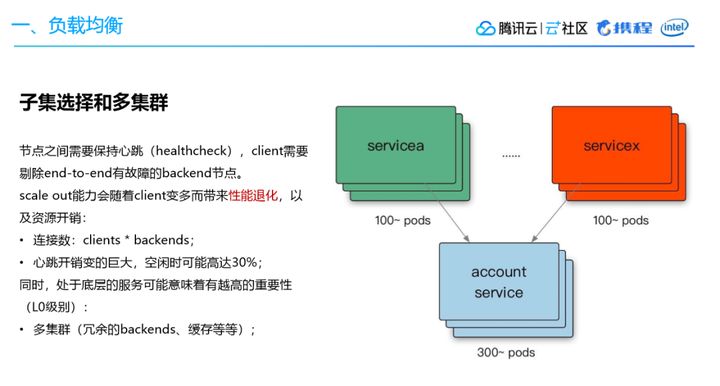 一、负载均衡
腾讯云 云+社区 携程 intel
子集选择和多集群
节点之间需要保持心跳（healthcheck），client需要
剔除end-to-end有故障的backend节点。
scale out能力会随着client变多而带来性能退化，以
及资源开销：
• 连接数：clients * backends；
• 心跳开销变的巨大，空闲时可能高达30%；
同时，处于底层的服务可能意味着有越高的重要性
（L0级别）：
• 多集群（冗余的backends、缓存等等）；
servicea
......
servicex
100~ pods
100~ pods
account
service
300~ pods